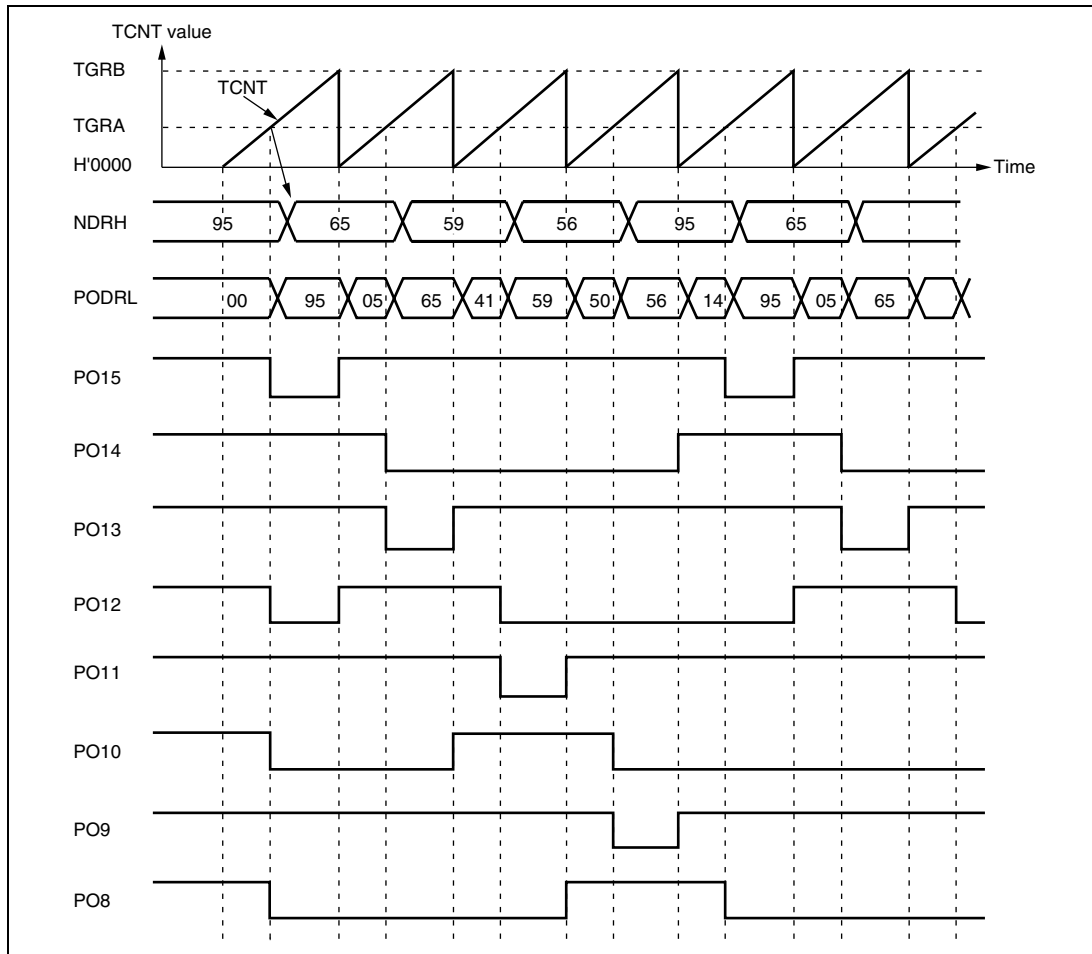 TCNT value
TGRB
TCNT
TGRA
H'0000
Time
NDRH 95 65 59 56 95 65
PODRL 00 95 05 65 41 59 50 56 14 95 05 65
PO15
PO14
PO13
PO12
PO11
PO10
PO9
PO8